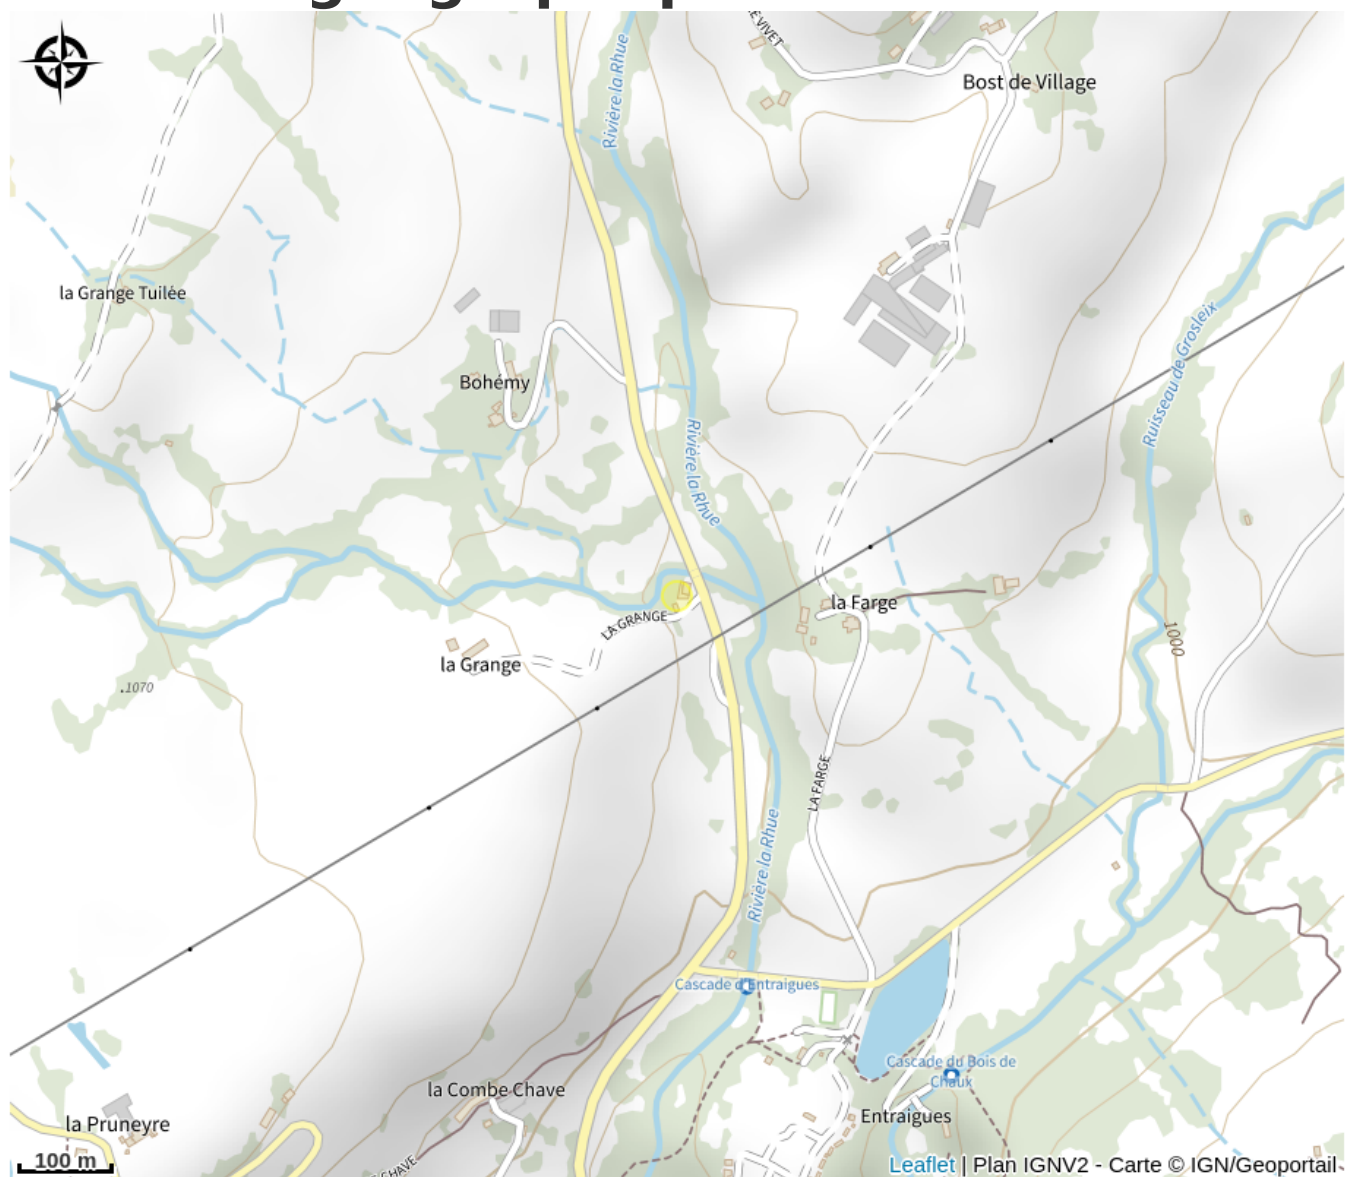 Rivière la Rhue
E VIVET
Bost de Village
la Grange Tuilée
Ruisseau de Grosleix
Bohémy
Rivière la Rhue
la Farge
LA GRANGE
1000
la Grange
.1070
LA FARGE
Rivière la Rhue
Cascade d'Entraigues
Cascade du Bois de
Chaux
la Combe Chave
Entraigues
la Pruneyre
CHAVE
100 m
Leaflet | Plan IGNV2 - Carte © IGN/Geoportail